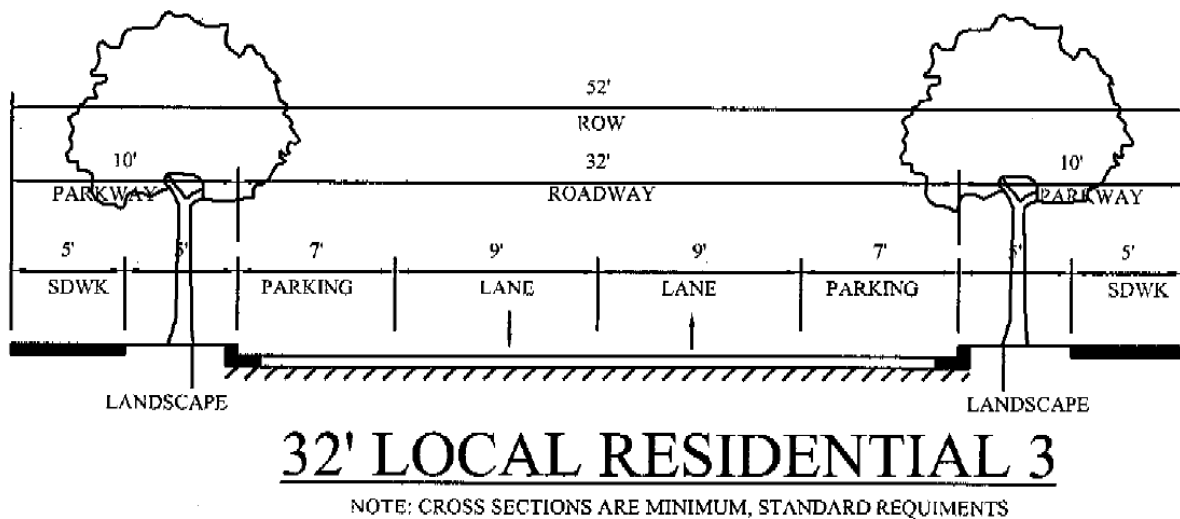 52'
ROW
10' 32' 10'
PARKWAY ROADWAY PARKWAY
5' 5' 7' 9' 9' 7' 5' 5'
SDWK PARKING LANE LANE PARKING SDWK
LANDSCAPE LANDSCAPE
32' LOCAL RESIDENTIAL 3
NOTE: CROSS SECTIONS ARE MINIMUM, STANDARD REQUIMENTS